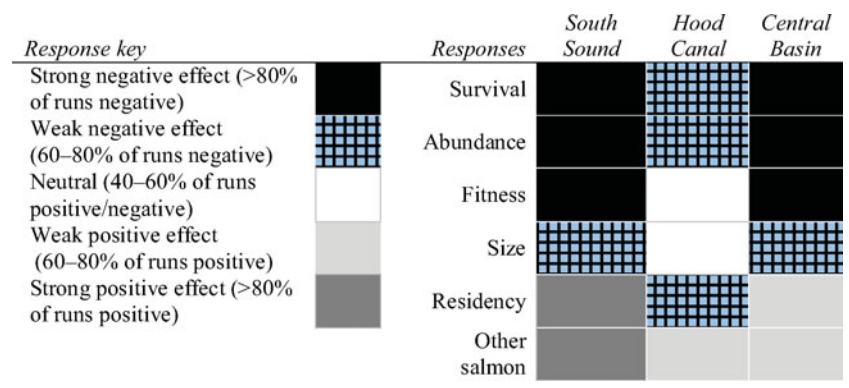 South Hood Central
Response key Responses Sound Canal Basin
Strong negative effect (>80%
of runs negative)
Survival
Weak negative effect
(60–80% of runs negative)
Abundance
Neutral (40–60% of runs
positive/negative)
Fitness
Weak positive effect
(60–80% of runs positive)
Size
Strong positive effect (>80%
of runs positive)
Residency
Other
salmon